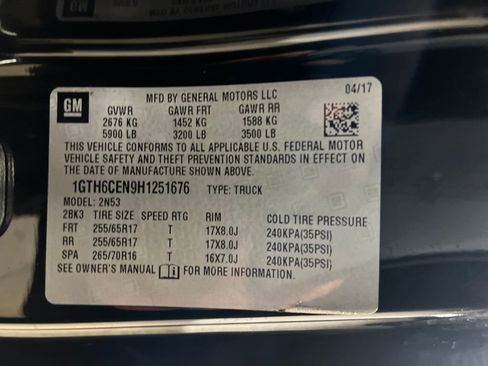 GM
MFD BY GENERAL MOTORS LLC
04/17
GVWR GAWR FRT GAWR RR
2676 KG 1452 KG 1588 KG
5900 LB 3200 LB 3500 LB
THIS VEHICLE CONFORMS TO ALL APPLICABLE U.S. FEDERAL MOTOR
VEHICLE SAFETY AND THEFT PREVENTION STANDARDS IN EFFECT ON
THE DATE OF MANUFACTURE SHOWN ABOVE.
1GTH6CEN9H1251676 TYPE: TRUCK
MODEL: 2N53
2BK3 TIRE SIZE SPEED RTG RIM COLD TIRE PRESSURE
FRT 255/65R17 T 17X8.0J 240KPA(35PSI)
RR 255/65R17 T 17X8.0J 240KPA(35PSI)
SPA 265/70R16 T 16X7.0J 240KPA(35PSI)
SEE OWNER'S MANUAL FOR MORE INFORMATION.